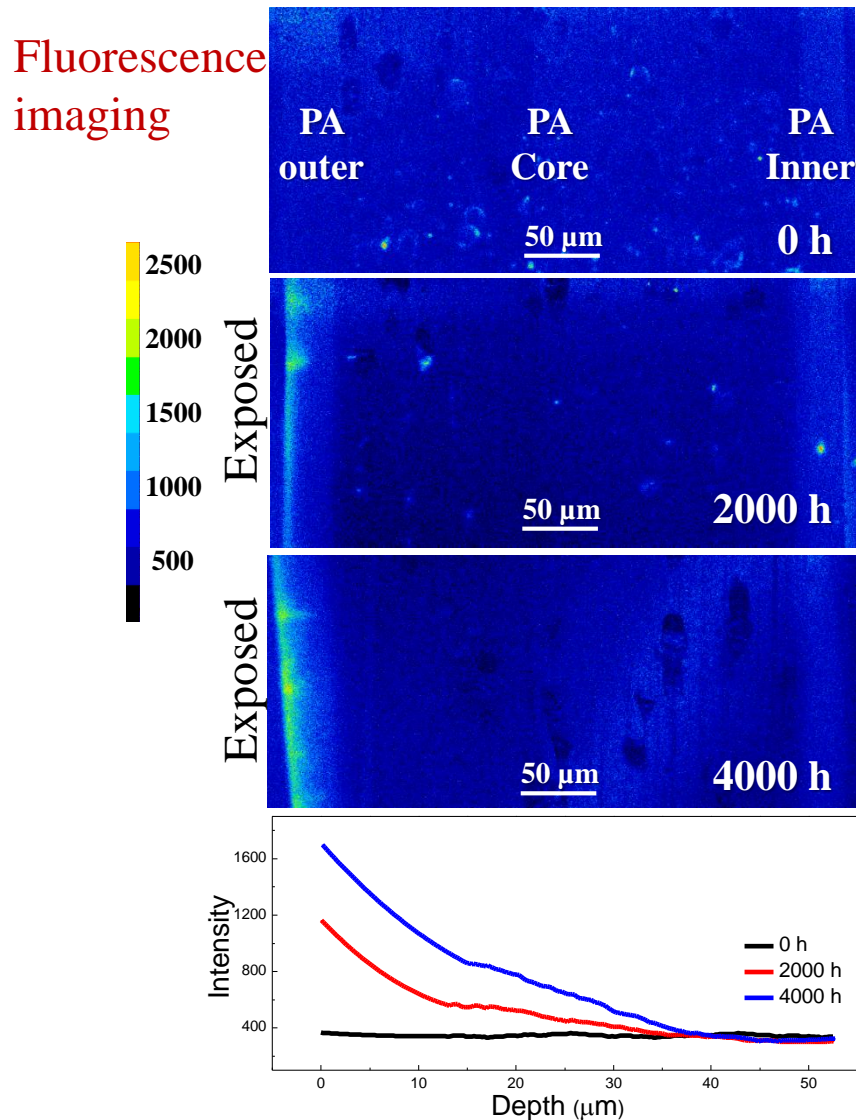 Fluorescence
imaging
PA
outer
PA
Core
PA
Inner
50 µm
0 h
2500
2000
1500
1000
500
Exposed
50 µm
2000 h
Exposed
50 µm
4000 h
Intensity
1600
1200
800
400
0 h
2000 h
4000 h
0 10 20 30 40 50
Depth (μm)